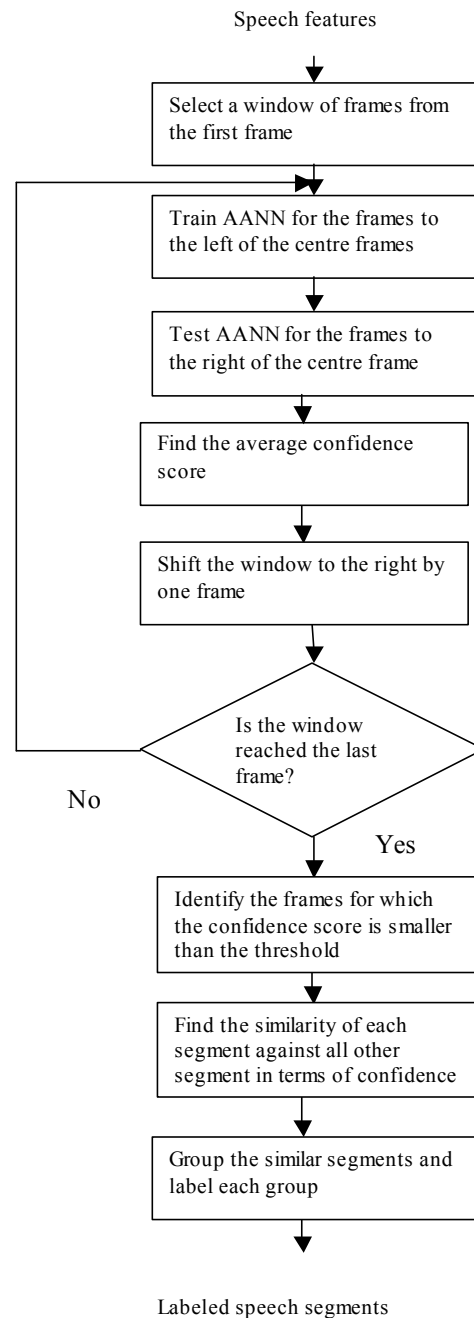 Speech features
Select a window of frames from
the first frame
Train AANN for the frames to
the left of the centre frames
Test AANN for the frames to
the right of the centre frame
Find the average confidence
score
Shift the window to the right by
one frame
Is the window
reached the last
frame?
No
Yes
Identify the frames for which
the confidence score is smaller
than the threshold
Find the similarity of each
segment against all other
segment in terms of confidence
Group the similar segments and
label each group
Labeled speech segments